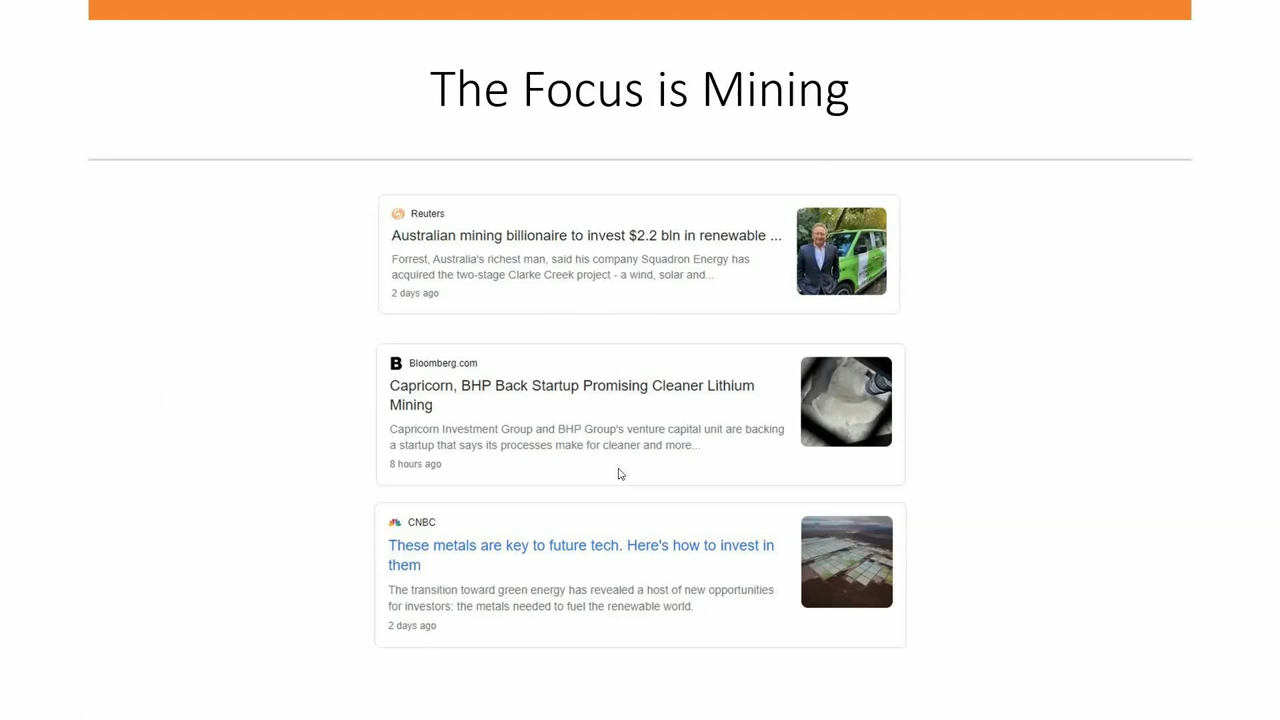 The Focus is Mining
Reuters
Australian mining billionaire to invest $2.2 bln in renewable ...
Forrest, Australia's richest man, said his company Squadron Energy has
acquired the two-stage Clarke Creek project - a wind, solar and...
2 days ago
B Bloomberg.com
Capricorn, BHP Back Startup Promising Cleaner Lithium
Mining
Capricorn Investment Group and BHP Group's venture capital unit are backing
a startup that says its processes make for cleaner and more...
8 hours ago
CNBC
These metals are key to future tech. Here's how to invest in
them
The transition toward green energy has revealed a host of new opportunities
for investors: the metals needed to fuel the renewable world.
2 days ago